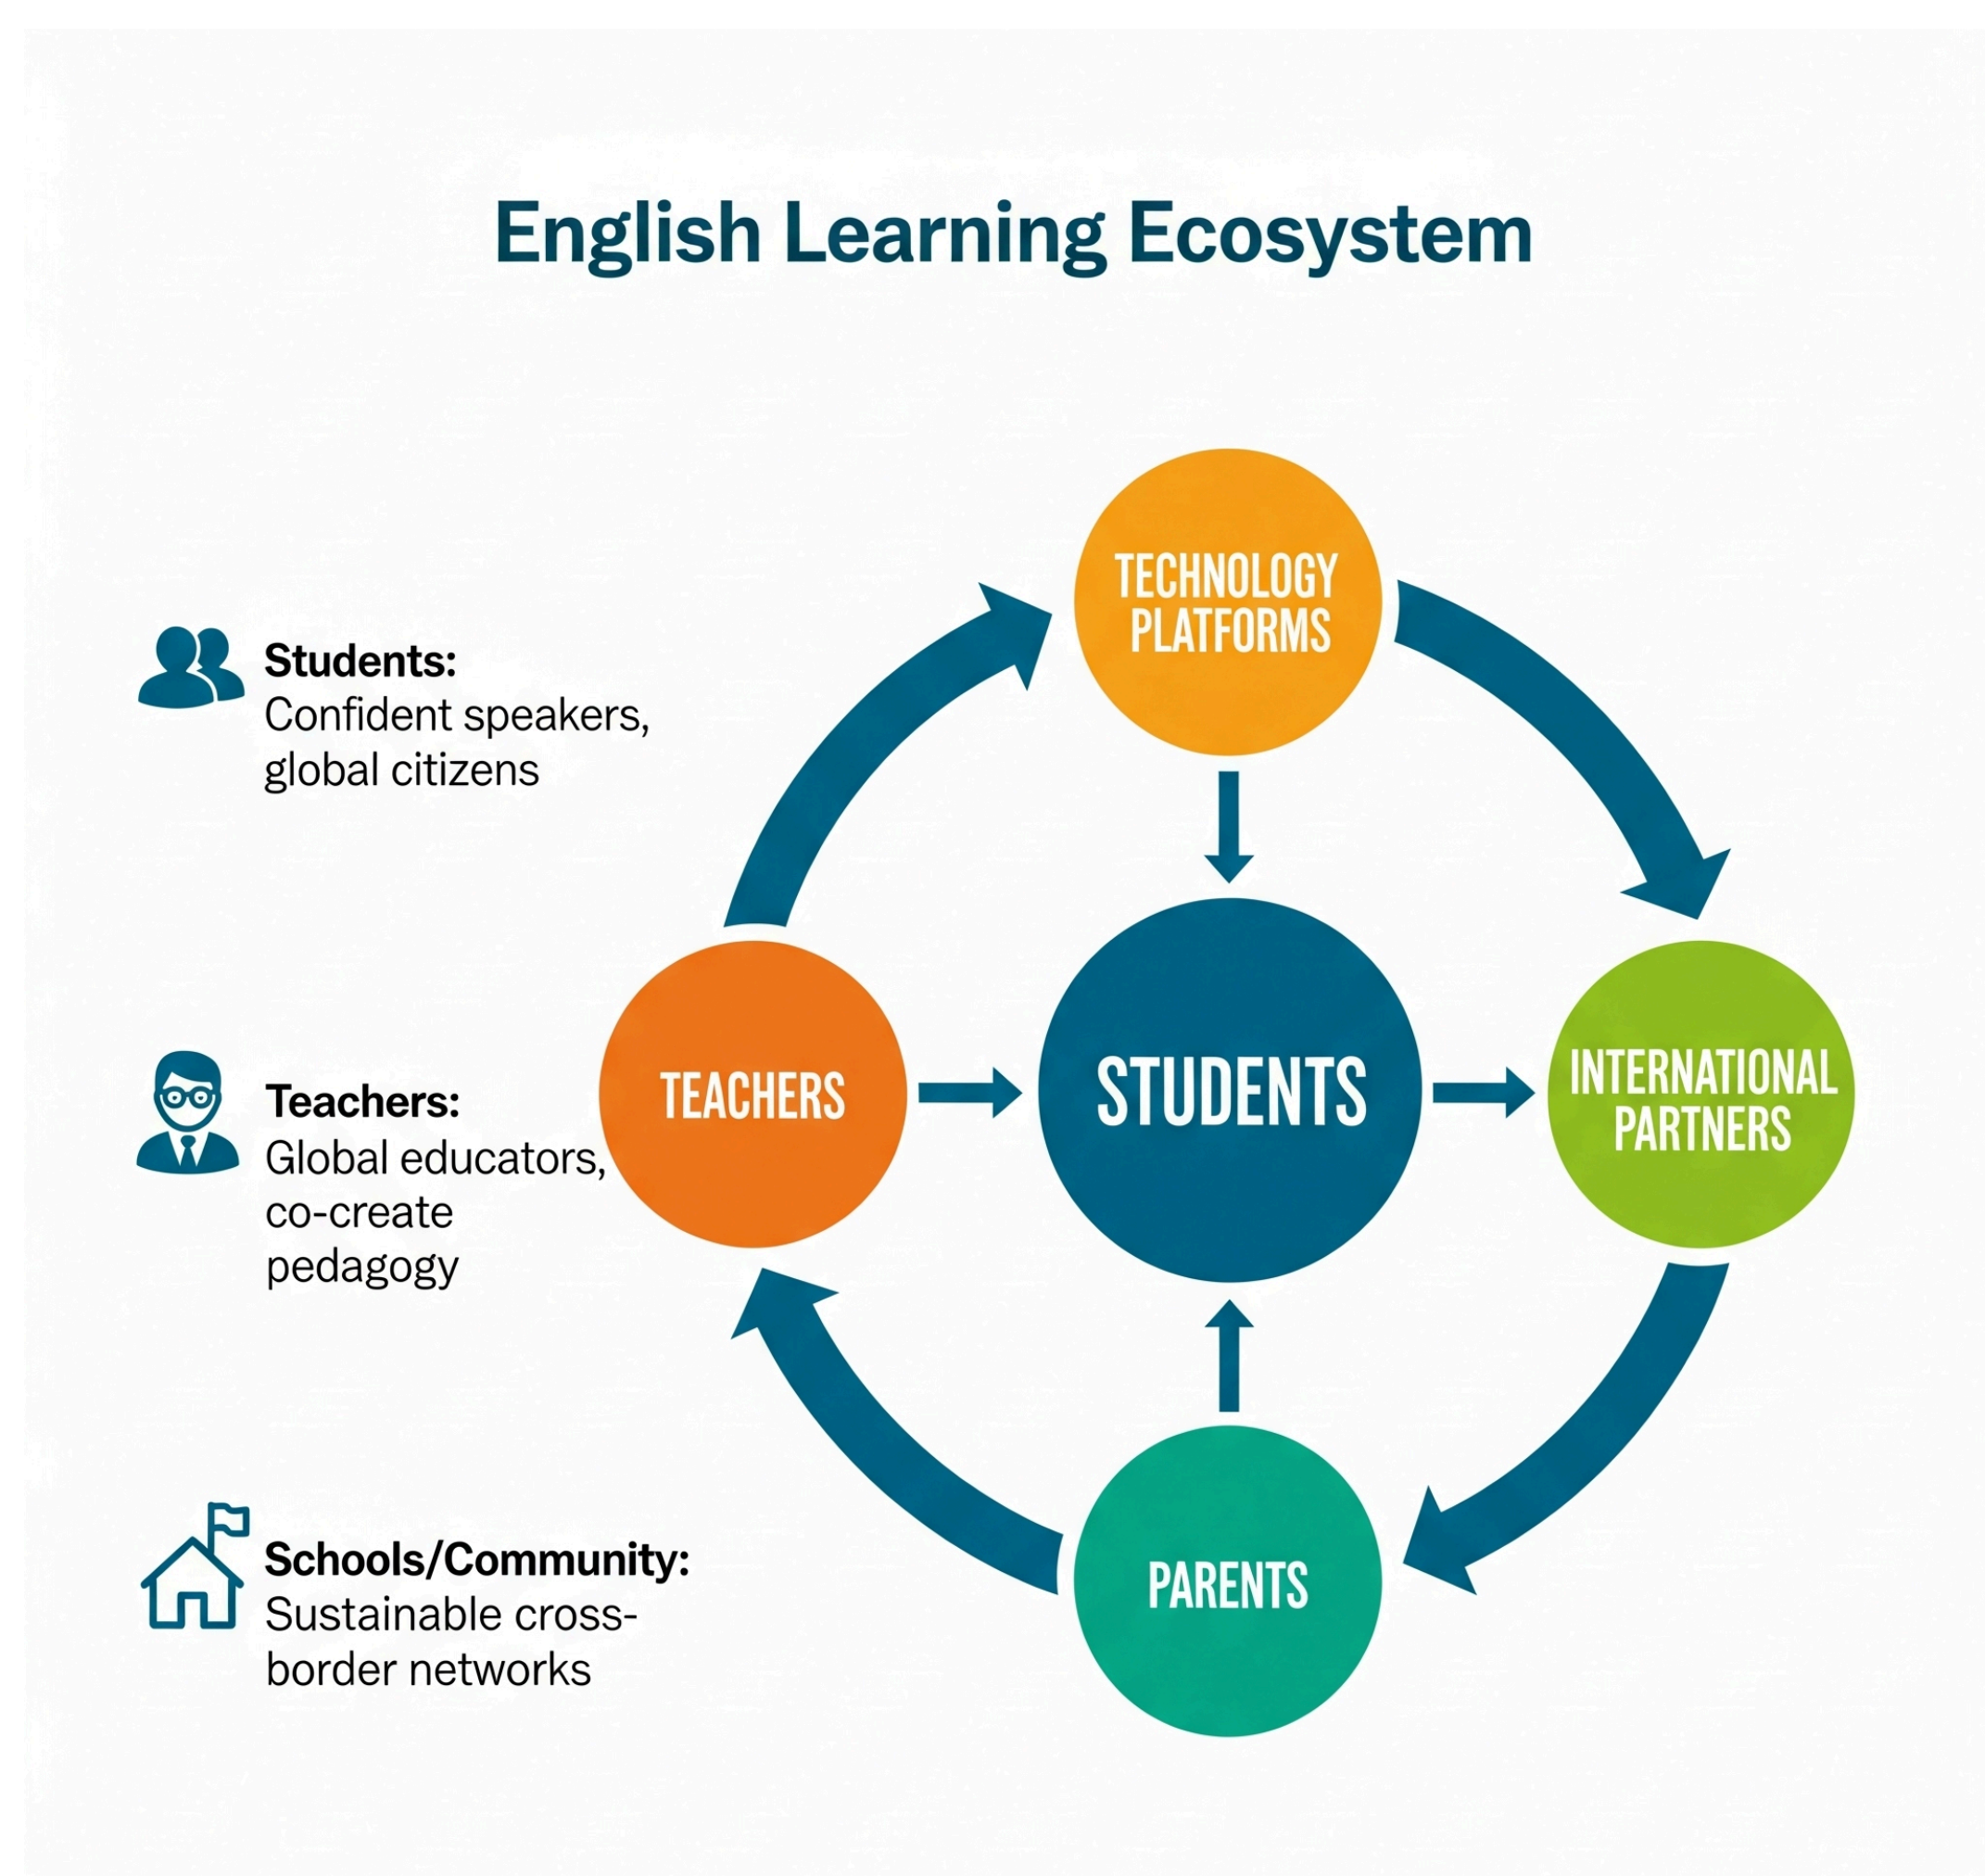 English Learning Ecosystem
Students:
Confident speakers,
global citizens
Teachers:
Global educators,
co-create
pedagogy
Schools/Community:
Sustainable cross-
border networks
TECHNOLOGY
PLATFORMS
TEACHERS
STUDENTS
INTERNATIONAL
PARTNERS
PARENTS